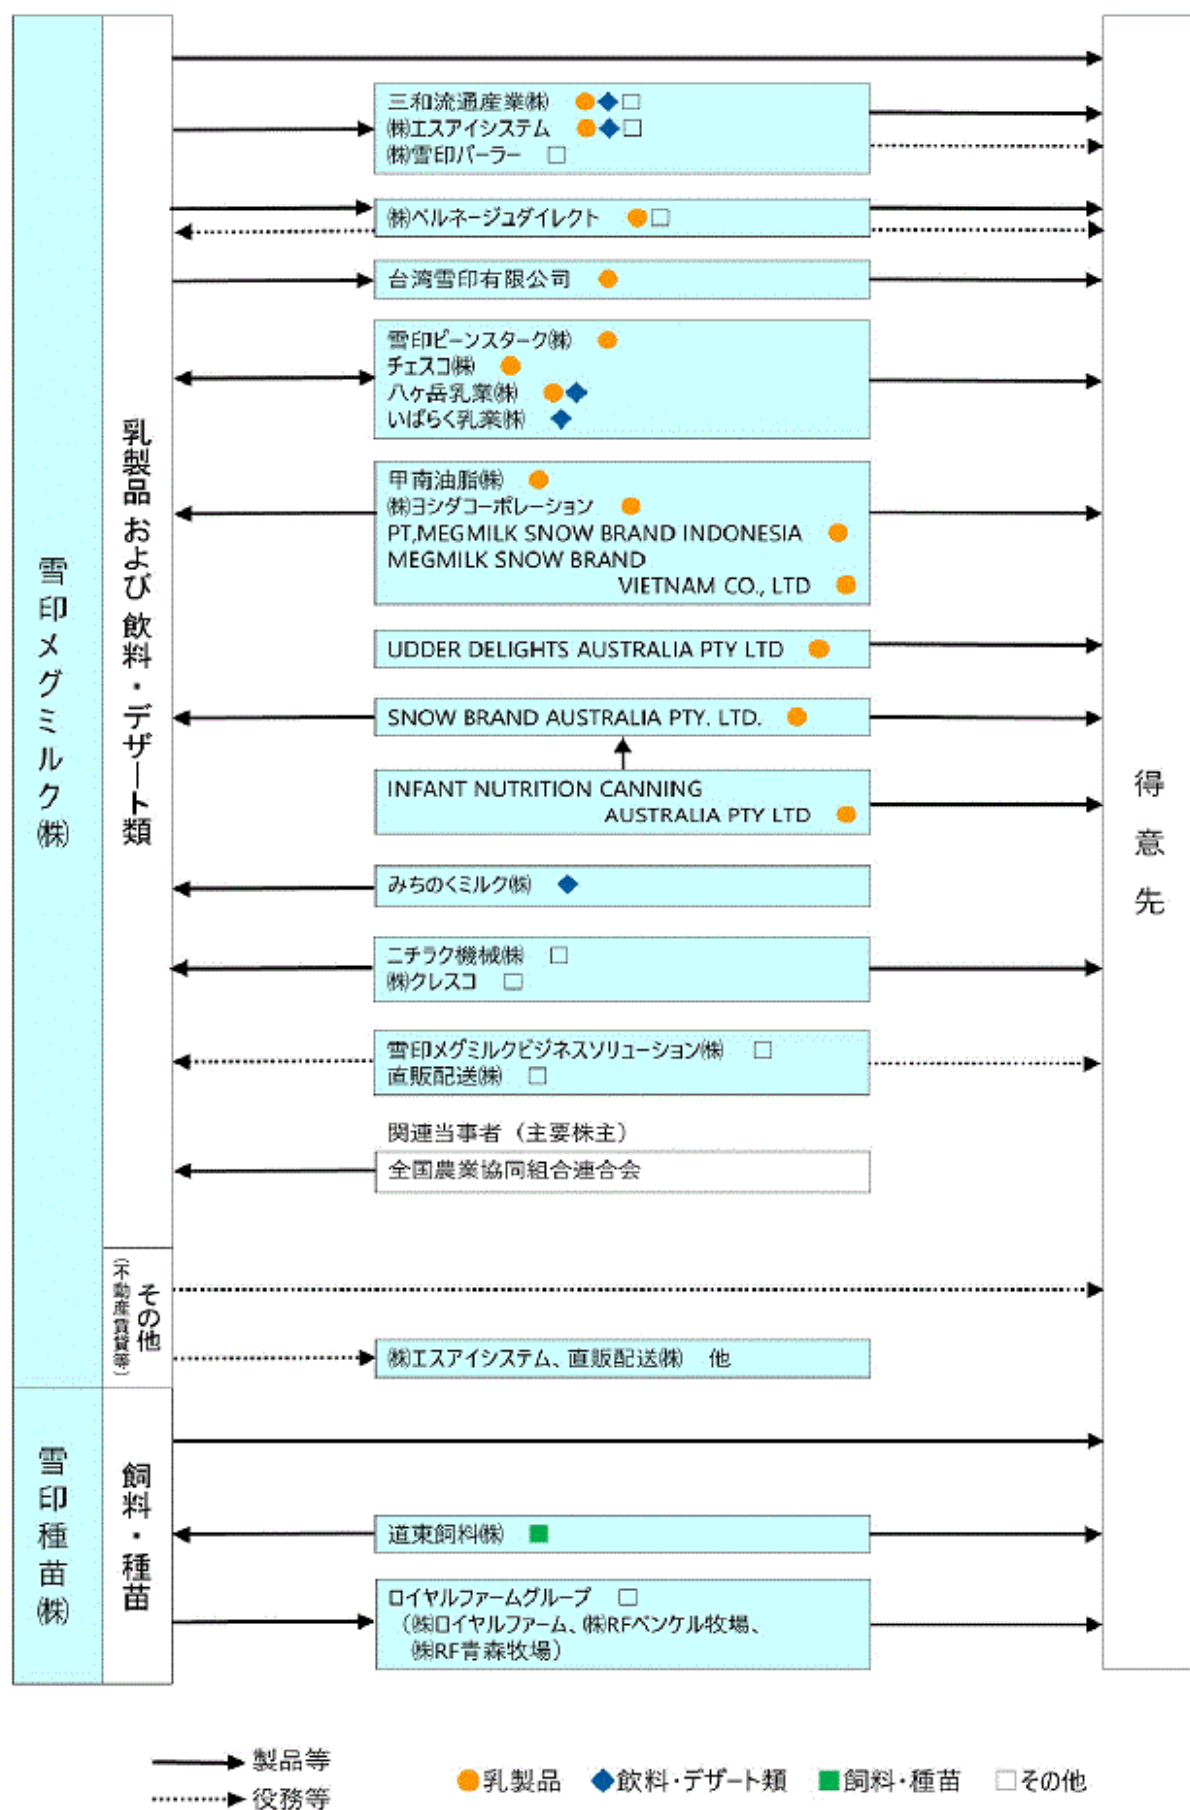 雪印メグミルク㈱
乳製品 および 飲料・デザート類
三和流通産業㈱
㈱エスアイシステム
㈱雪印パーラー
㈱ベルネージュダイレクト
台湾雪印有限公司
雪印ビーンスターク㈱
チェスコ㈱
八ヶ岳乳業㈱
いばらく乳業㈱
甲南油脂㈱
㈱ヨシダコーポレーション
PT,MEGMILK SNOW BRAND INDONESIA
MEGMILK SNOW BRAND
VIETNAM CO., LTD
UDDER DELIGHTS AUSTRALIA PTY LTD
SNOW BRAND AUSTRALIA PTY. LTD.
INFANT NUTRITION CANNING
AUSTRALIA PTY LTD
みちのくミルク㈱
ニチラク機械㈱
㈱クレスコ
雪印メグミルクビジネスソリューション㈱
直販配送㈱
関連当事者（主要株主）
全国農業協同組合連合会
その他
（不動産賃貸等）
㈱エスアイシステム、直販配送㈱　他
得意先
雪印種苗㈱
飼料・種苗
道東飼料㈱
ロイヤルファームグループ
（㈱ロイヤルファーム、㈱RFペンケル牧場、
㈱RF青森牧場）
製品等
役務等
乳製品 飲料・デザート類 飼料・種苗 その他